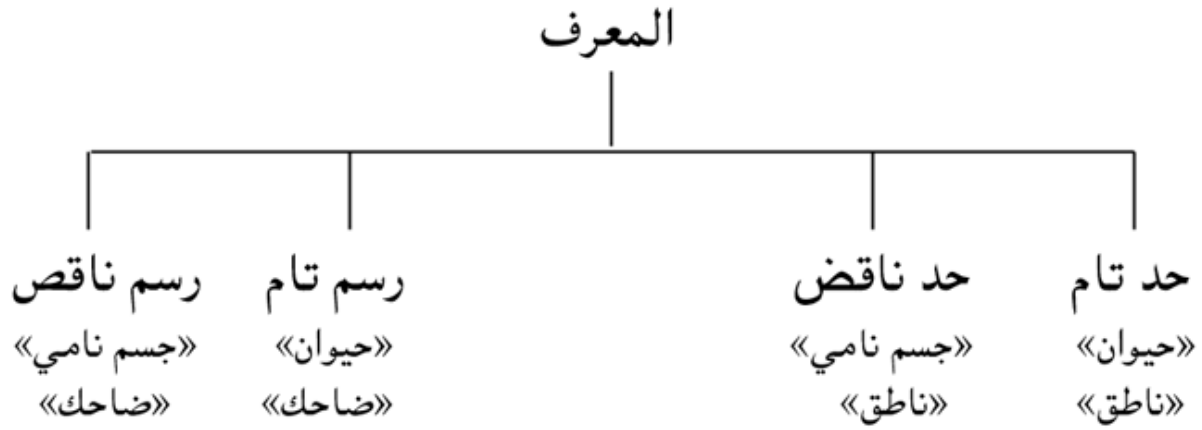 المعرف
حد تام
«حيوان»
«ناطق»
حد ناقض
«جسم نامي»
«ناطق»
رسم تام
«حيوان»
«ضاحك»
رسم ناقص
«جسم نامي»
«ضاحك»